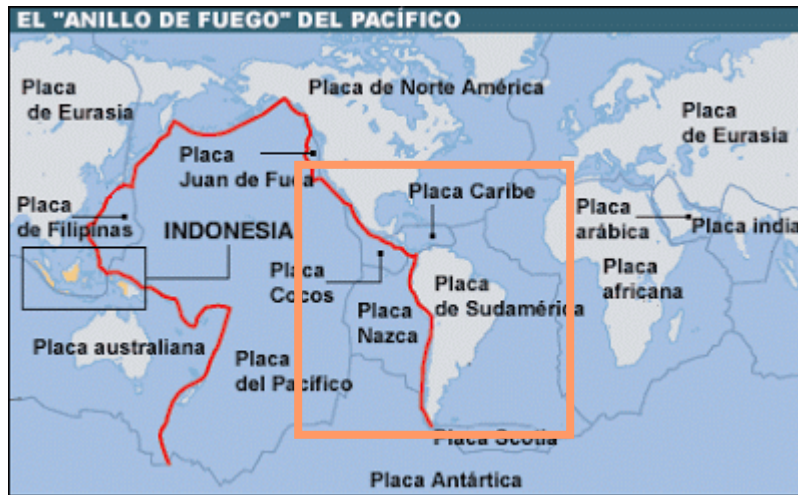 EL "ANILLO DE FUEGO" DEL PACÍFICO
Placa
de Eurasia
Placa de Norte América
Placa
de Eurasia
Placa
Juan de Fuca
Placa Caribe
Placa
de Filipinas
INDONESIA
Placa
arábica
Placa india
Placa
Cocos
Placa
de Sudamérica
Placa
africana
Placa
Nazca
Placa australiana
Placa
del Pacífico
Placa Scotia
Placa Antártica